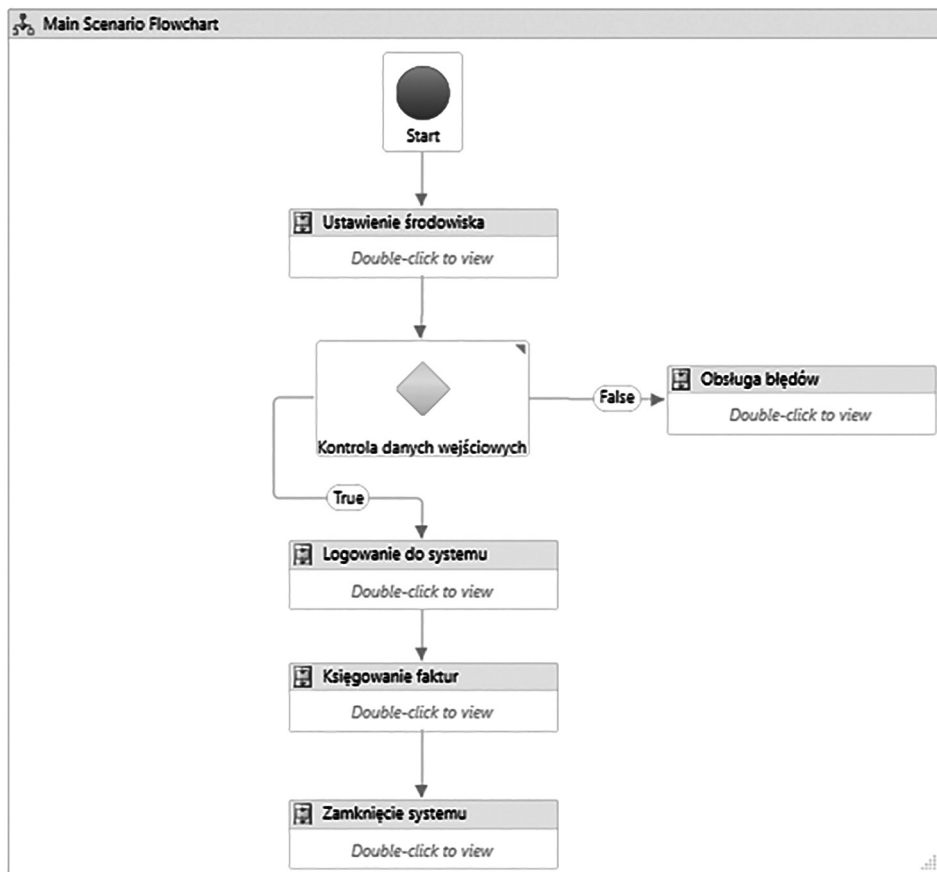 Main Scenario Flowchart
Start
Ustawienie środowiska
Double-click to view
Kontrola danych wejściowych
False
Obsługa błędów
Double-click to view
True
Logowanie do systemu
Double-click to view
Księgowanie faktur
Double-click to view
Zamknięcie systemu
Double-click to view